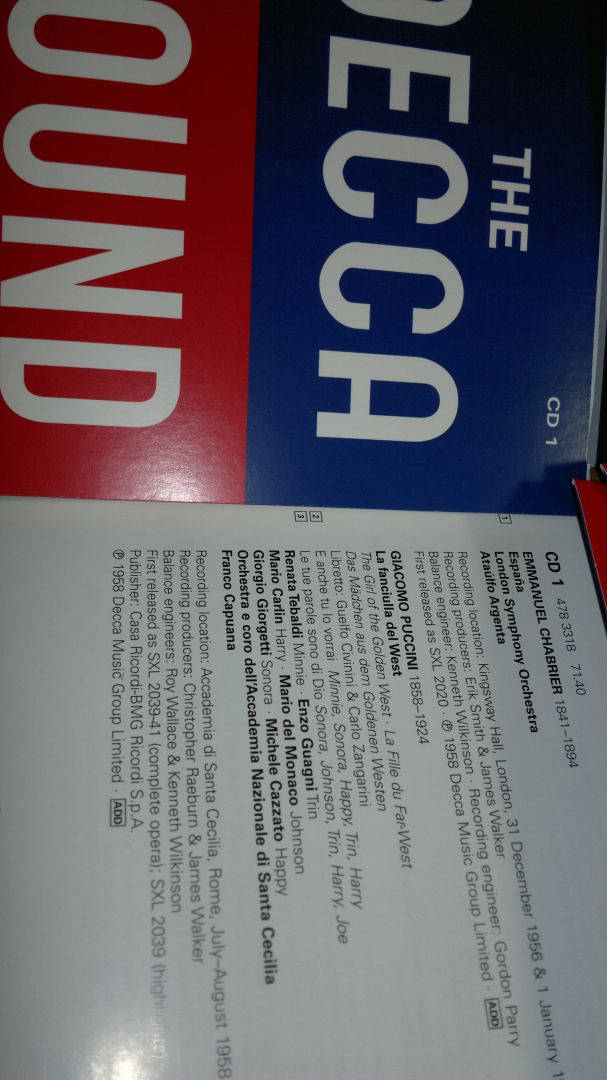 THE
DECCA
OUND
CD 1
CD 1 478 3318 71.40
EMMANUEL CHABRIER 1841–1894
1 España
London Symphony Orchestra
Ataúlfo Argenta
Recording location: Kingsway Hall, London, 31 December 1956 & 1 January 1
Recording producers: Erik Smith & James Walker
Balance engineer: Kenneth Wilkinson · Recording engineer: Gordon Parry
First released as SXL 2020 · ℗ 1958 Decca Music Group Limited · ADD
GIACOMO PUCCINI 1858–1924
La fanciulla del West
The Girl of the Golden West · La Fille du Far-West
Das Mädchen aus dem Goldenen Westen
Libretto: Guelfo Civinini & Carlo Zangarini
2 E anche tu lo vorrai Minnie, Sonora, Happy, Trin, Harry
3 Le tue parole sono di Dio Sonora, Johnson, Trin, Harry, Joe
Renata Tebaldi Minnie · Enzo Guagni Trin
Mario Carlin Harry · Mario del Monaco Johnson
Giorgio Giorgetti Sonora · Michele Cazzato Happy
Orchestra e coro dell'Accademia Nazionale di Santa Cecilia
Franco Capuana
Recording location: Accademia di Santa Cecilia, Rome, July–August 1958
Recording producers: Christopher Raeburn & James Walker
Balance engineers: Roy Wallace & Kenneth Wilkinson
First released as SXL 2039-41 (complete opera); SXL 2039
Publisher: Casa Ricordi-BMG Ricordi S.p.A.
℗ 1958 Decca Music Group Limited · ADD